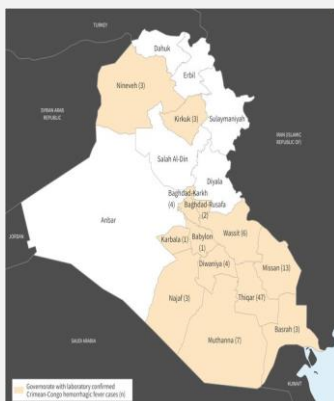 TURKEY
Dahuk
Erbil
Nineveh (3)
SYRIAN ARAB
REPUBLIC
Kirkuk (3)
Sulaymaniyah
IRAN (ISLAMIC
REPUBLIC OF)
Salah Al-Din
Diyala
Baghdad-Karkh
(4)
Baghdad-Rusafa
(2)
Anbar
JORDAN
Karbala (1)
Babylon
(1)
Wassit (6)
Diwaniya (4)
Missan (13)
Najaf (3)
Thiqar (47)
Basrah (3)
Muthanna (7)
SAUDI ARABIA
KUWAIT
Governorate with laboratory confirmed
Crimean-Congo hemorrhagic fever cases (n)